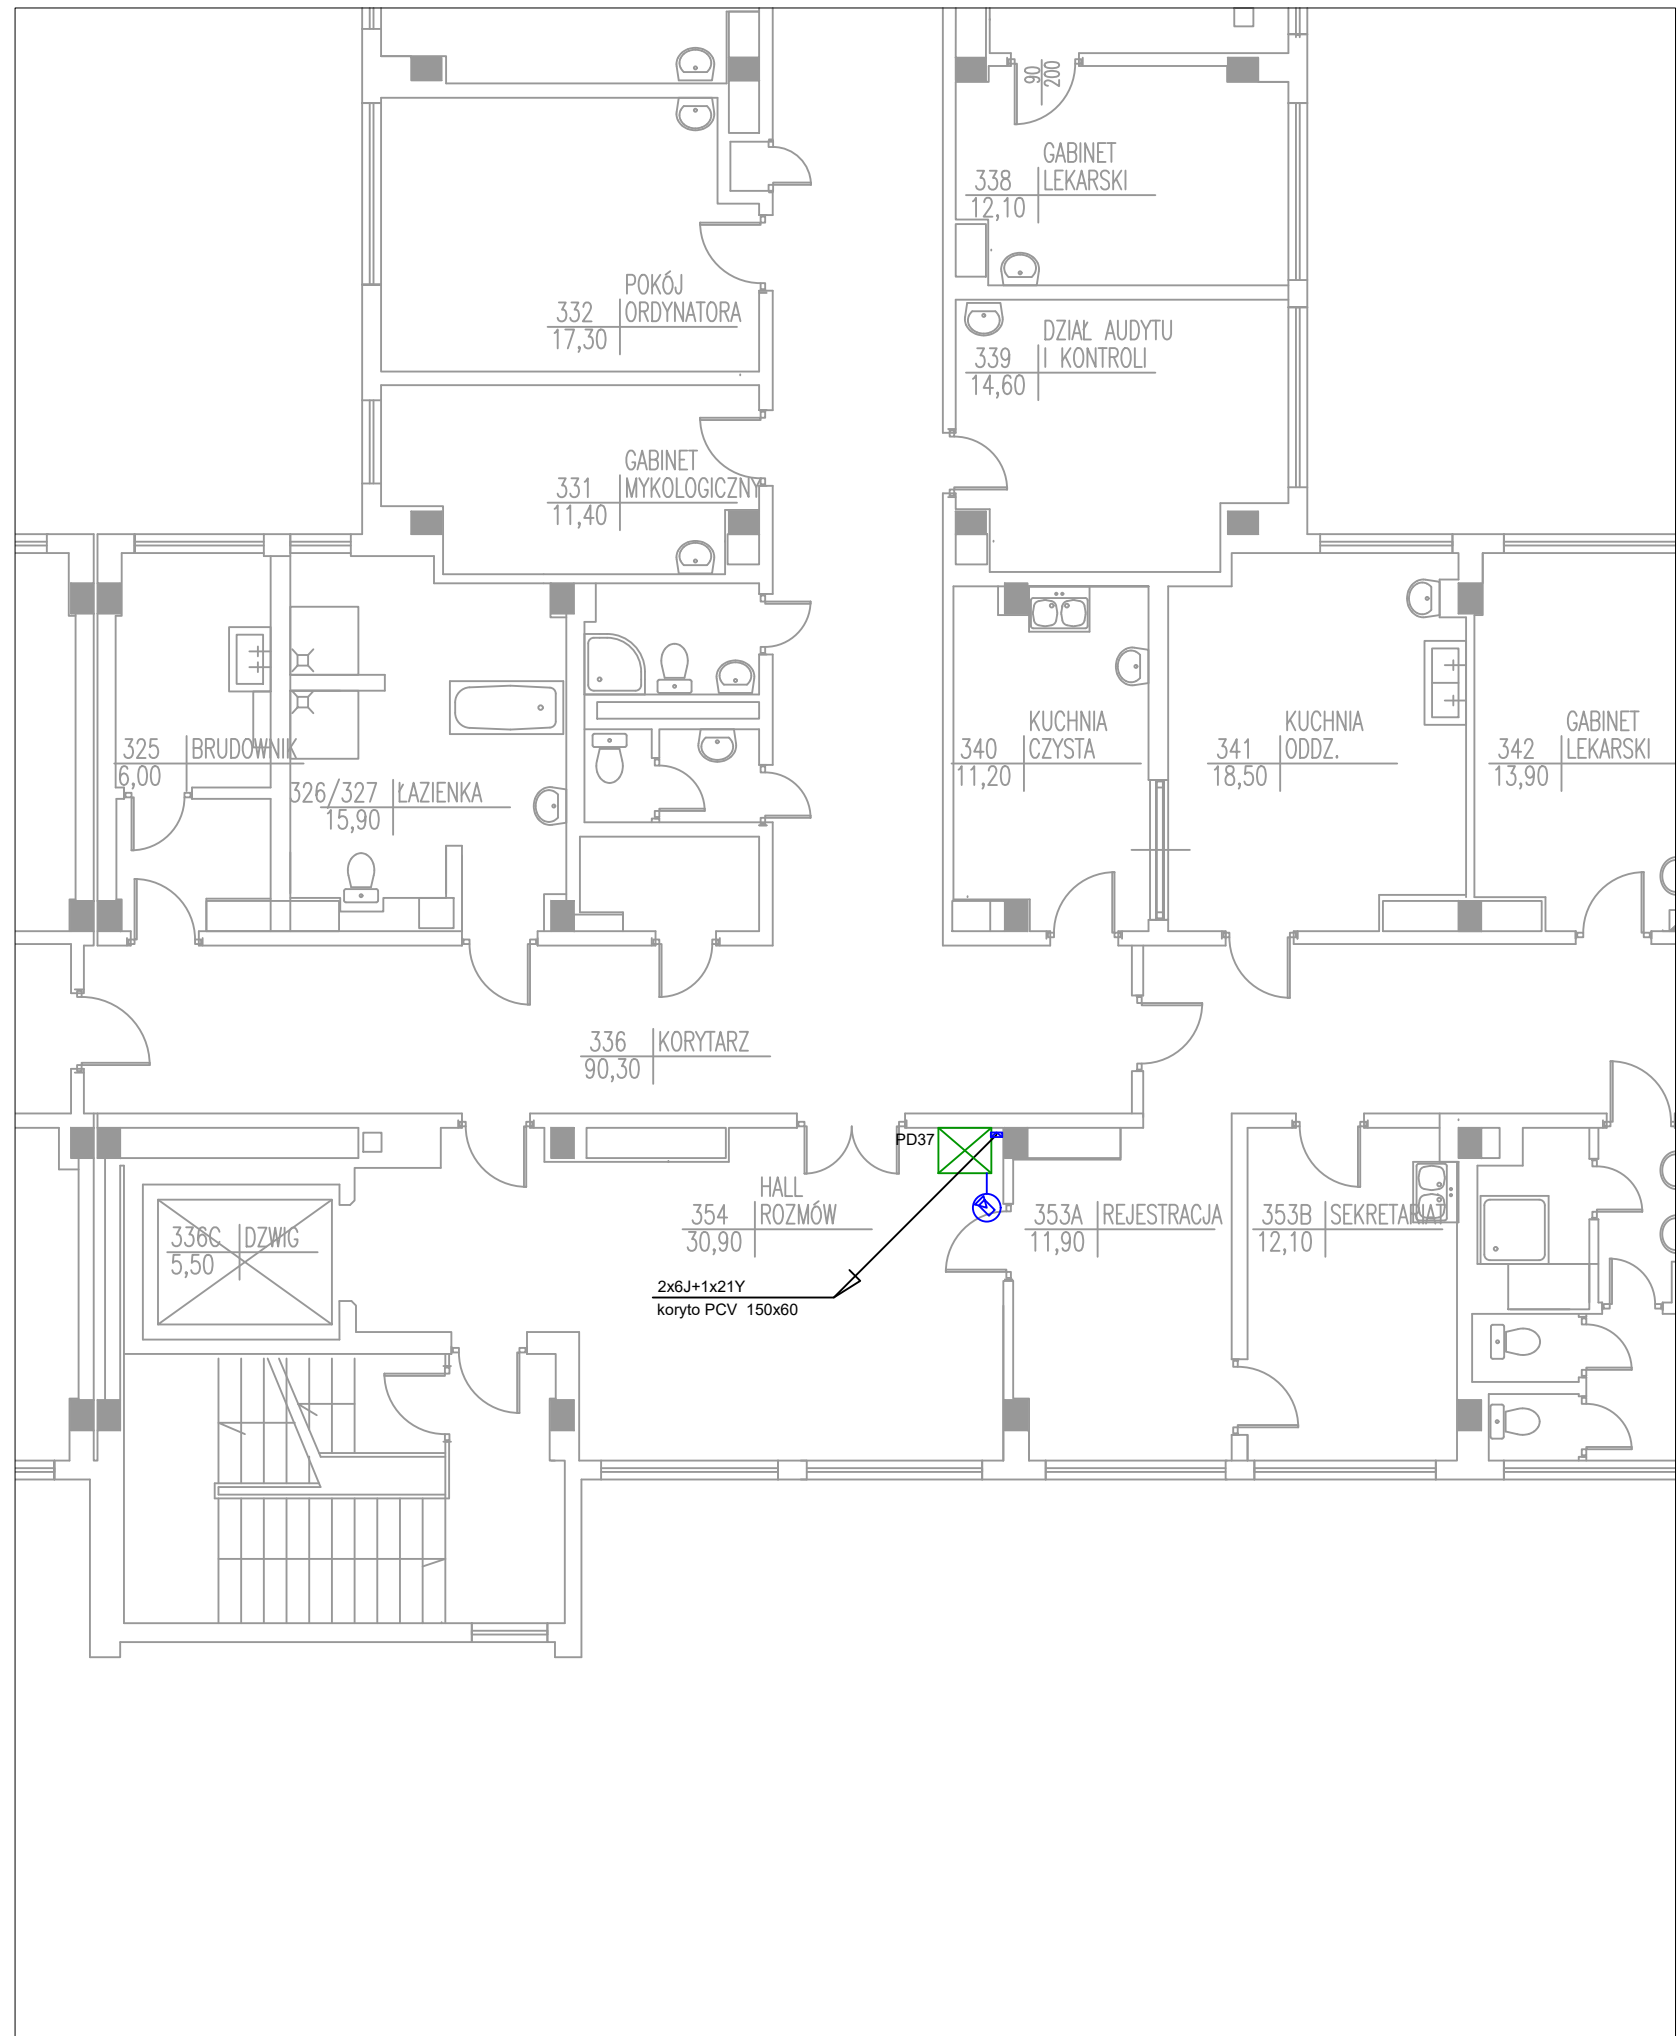 90
200
GABINET
338 LEKARSKI
12,10
POKÓJ
332 ORDYNATORA
17,30
DZIAŁ AUDYTU
339 I KONTROLI
14,60
GABINET
331 MYKOLOGICZNY
11,40
325 BRUDOWNIK
6,00
326/327 ŁAZIENKA
15,90
KUCHNIA
340 CZYSTA
11,20
KUCHNIA
341 ODDZ.
18,50
GABINET
342 LEKARSKI
13,90
336 KORYTARZ
90,30
PD37
HALL
354 ROZMÓW
30,90
353A REJESTRACJA
11,90
353B SEKRETARIAT
12,10
336C DZWIG
5,50
2x6J+1x21Y
koryto PCV 150x60